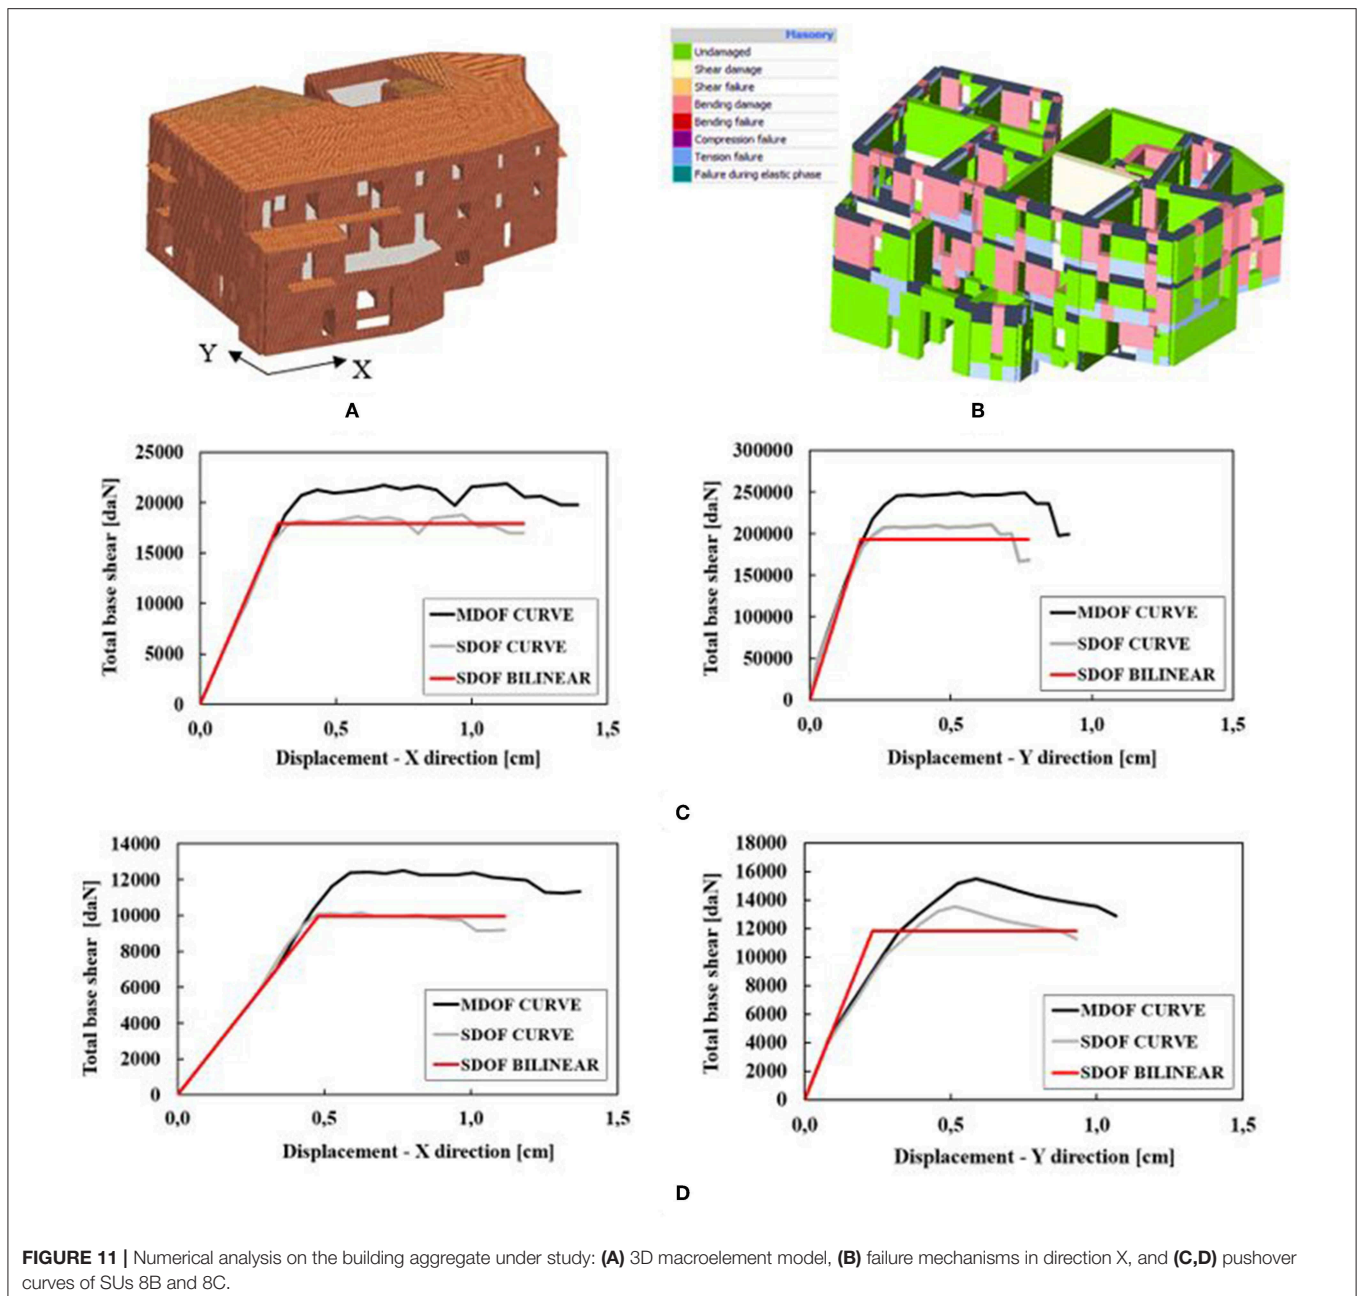 Masonry
Undamaged
Shear damage
Shear failure
Bending damage
Bending failure
Compression failure
Tension failure
Failure during elastic phase
Y
X
A
B
25000
20000
15000
10000
5000
0
0,0
0,5
1,0
1,5
Total base shear [daN]
Displacement - X direction [cm]
MDOF CURVE
SDOF CURVE
SDOF BILINEAR
300000
250000
200000
150000
100000
50000
0
0,0
0,5
1,0
1,5
Total base shear [daN]
Displacement - Y direction [cm]
MDOF CURVE
SDOF CURVE
SDOF BILINEAR
C
14000
12000
10000
8000
6000
4000
2000
0
0,0
0,5
1,0
1,5
Total base shear [daN]
Displacement - X direction [cm]
MDOF CURVE
SDOF CURVE
SDOF BILINEAR
18000
16000
14000
12000
10000
8000
6000
4000
2000
0
0,0
0,5
1,0
1,5
Total base shear [daN]
Displacement - Y direction [cm]
MDOF CURVE
SDOF CURVE
SDOF BILINEAR
D
FIGURE 11 | Numerical analysis on the building aggregate under study: (A) 3D macroelement model, (B) failure mechanisms in direction X, and (C,D) pushover
curves of SUs 8B and 8C.